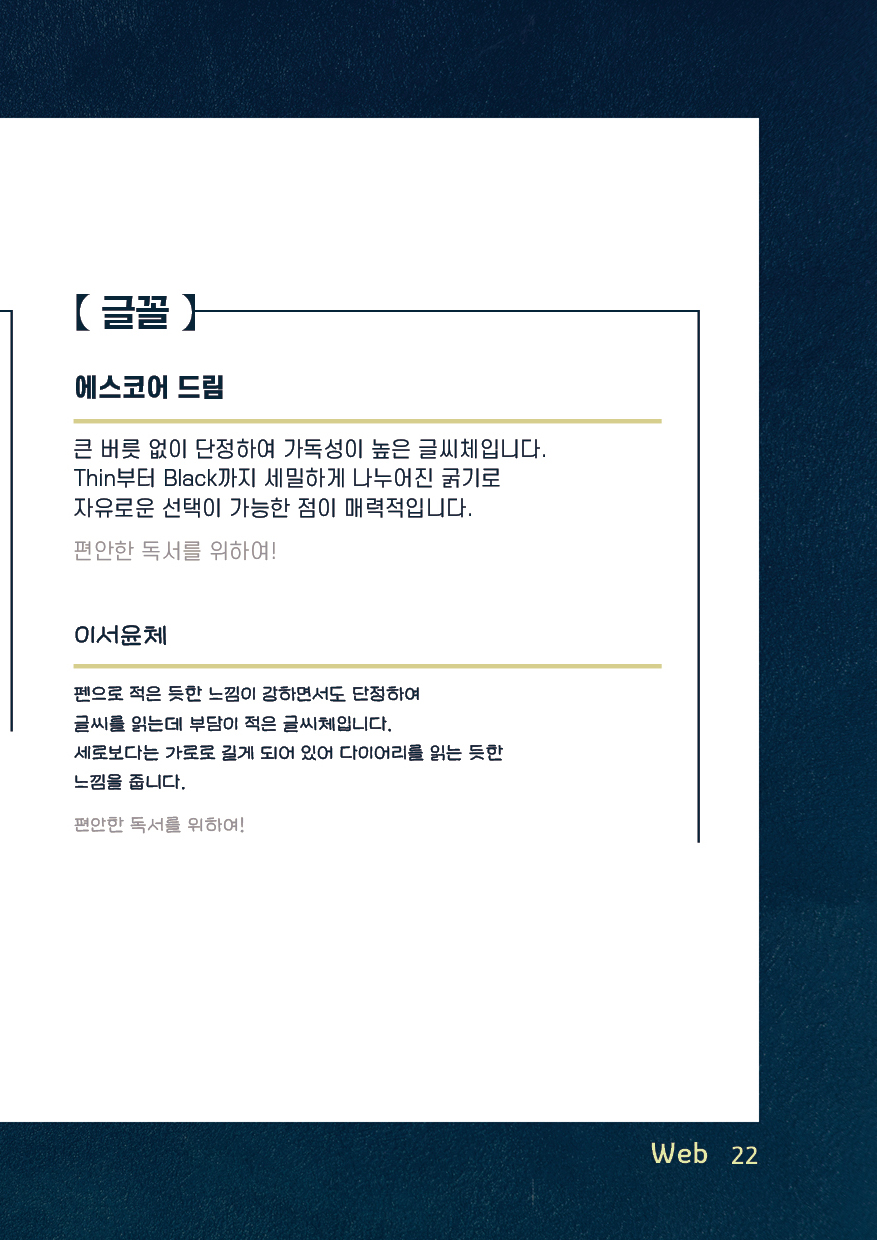 【 글꼴 】
에스코어 드림
큰 버릇 없이 단정하여 가독성이 높은 글씨체입니다.
Thin부터 Black까지 세밀하게 나누어진 굵기로
자유로운 선택이 가능한 점이 매력적입니다.
편안한 독서를 위하여!
이서윤체
펜으로 적은 듯한 느낌이 강하면서도 단정하여
글씨를 읽는데 부담이 적은 글씨체입니다.
세로보다는 가로로 길게 되어 있어 다이어리를 읽는 듯한
느낌을 줍니다.
편안한 독서를 위하여!
Web 22